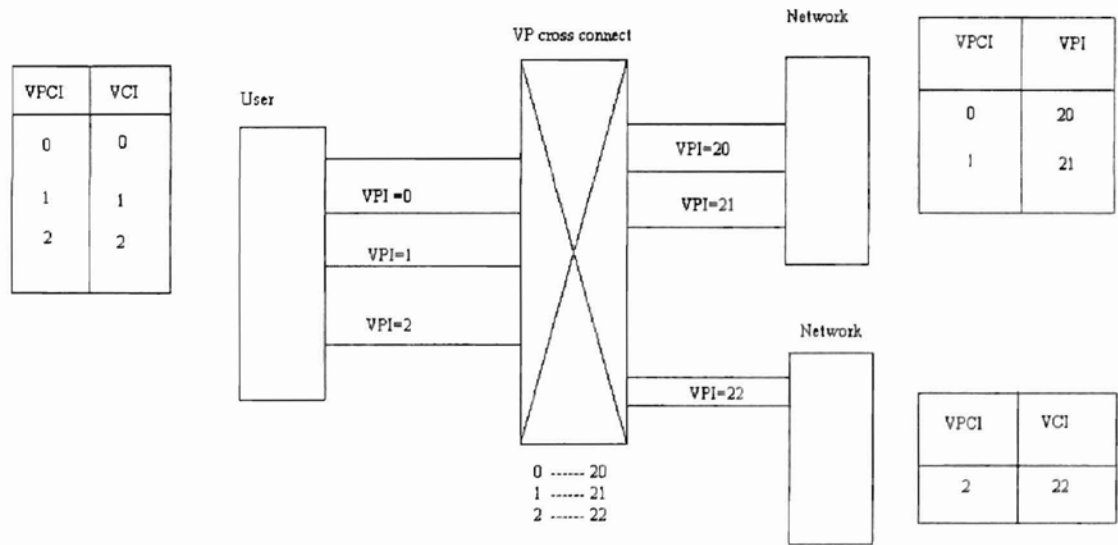 Network
VP cross connect
VPCI VPI
0 20
1 21
VPCI VCI
0 0
1 1
2 2
User
VPI =0
VPI=1
VPI=2
VPI=20
VPI=21
Network
VPI=22
VPCI VCI
2 22
0 ------ 20
1 ------ 21
2 ------ 22